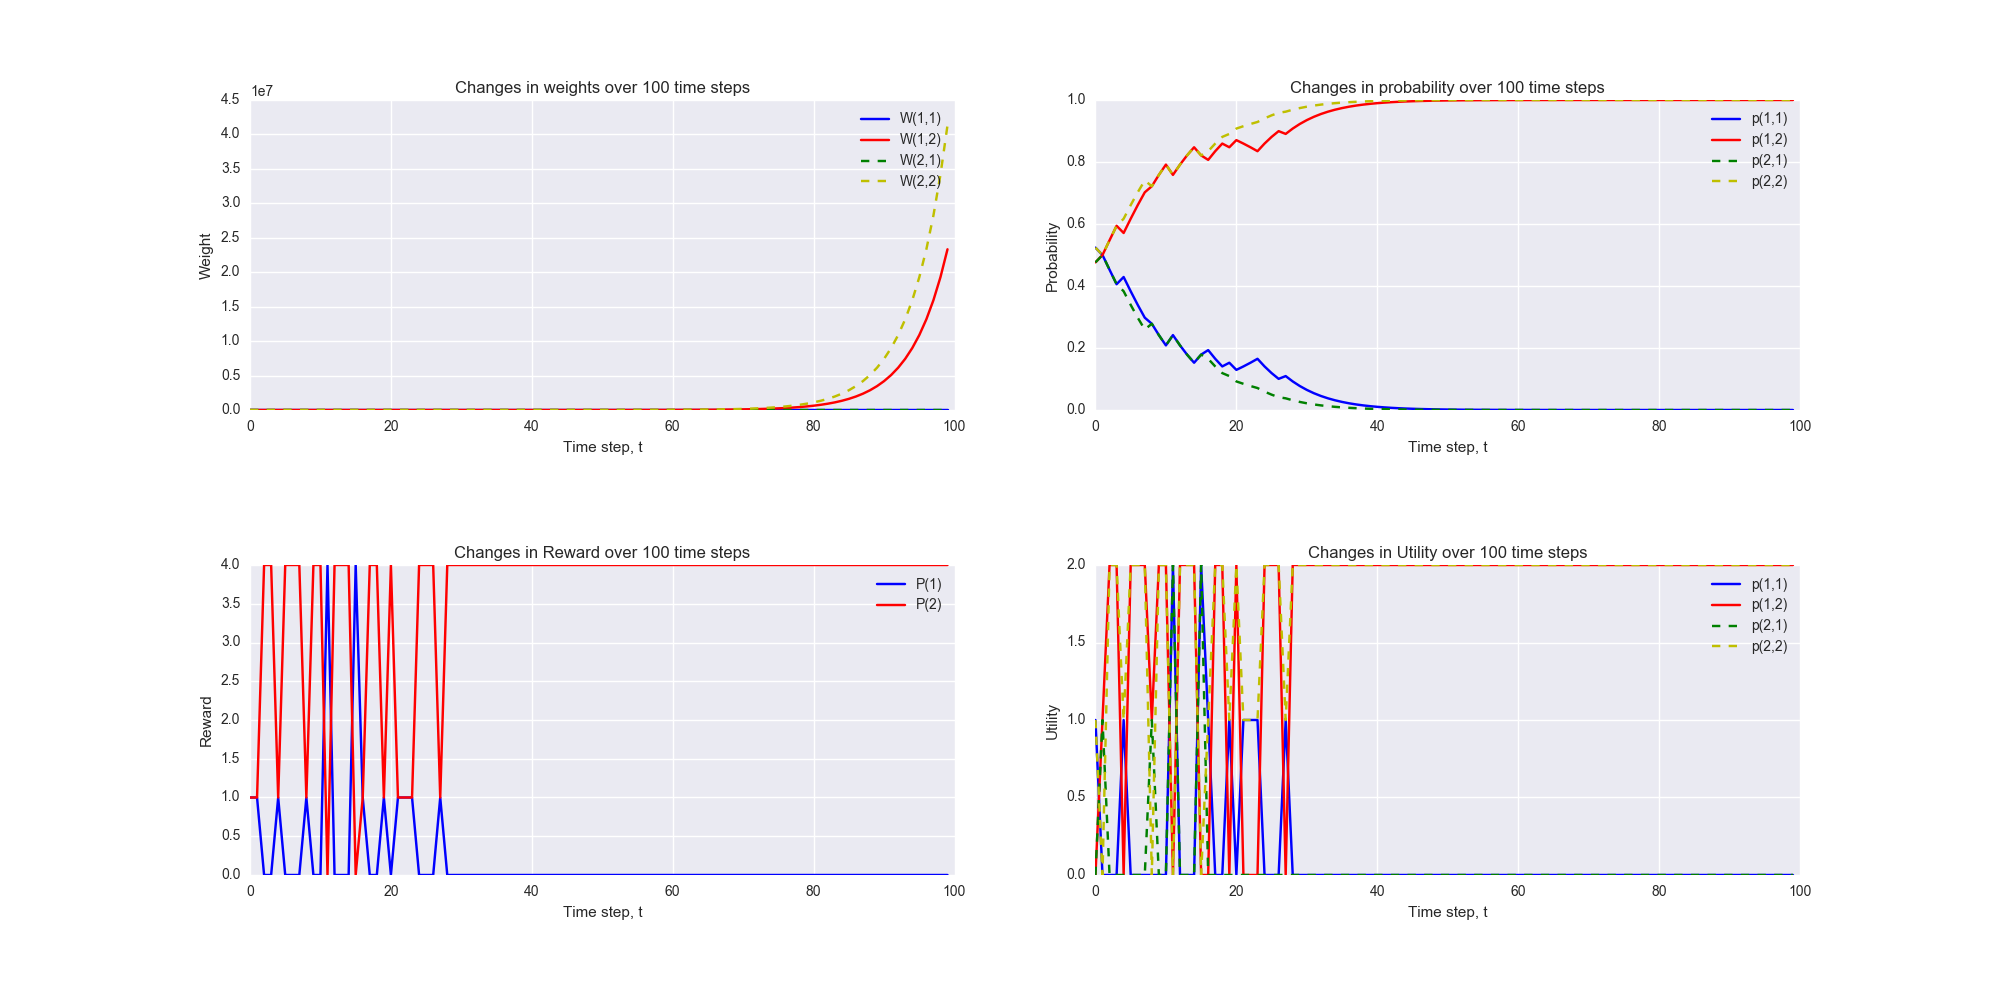 Changes in weights over 100 time steps
1e7
4.5
4.0
3.5
3.0
2.5
2.0
1.5
1.0
0.5
0.0
Weight
0 20 40 60 80 100
Time step, t
W(1,1)
W(1,2)
W(2,1)
W(2,2)
Changes in probability over 100 time steps
1.0
0.8
0.6
0.4
0.2
0.0
Probability
0 20 40 60 80 100
Time step, t
p(1,1)
p(1,2)
p(2,1)
p(2,2)
Changes in Reward over 100 time steps
4.0
3.5
3.0
2.5
2.0
1.5
1.0
0.5
0.0
Reward
0 20 40 60 80 100
Time step, t
P(1)
P(2)
Changes in Utility over 100 time steps
2.0
1.5
1.0
0.5
0.0
Utility
0 20 40 60 80 100
Time step, t
p(1,1)
p(1,2)
p(2,1)
p(2,2)